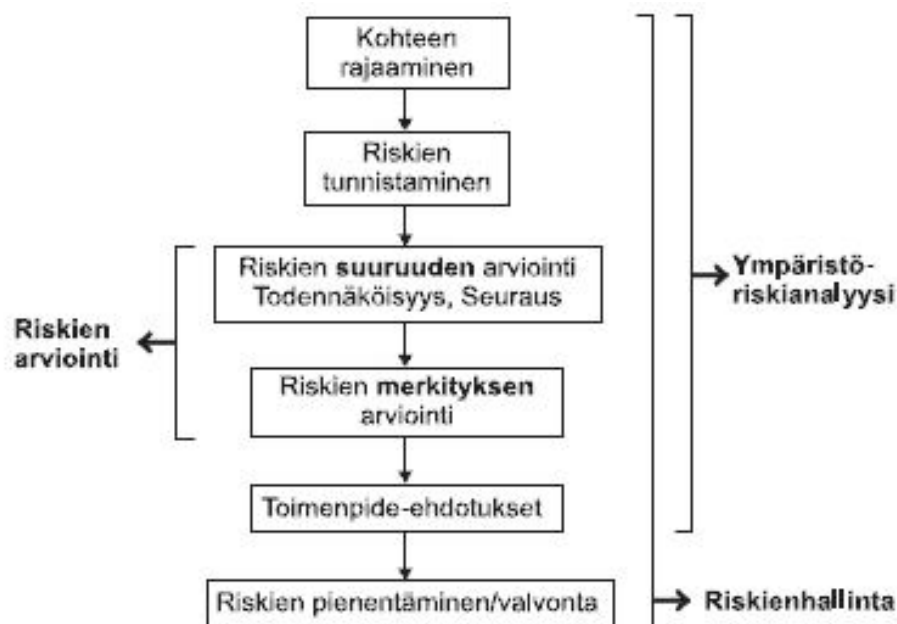 Kohteen
rajaaminen
Riskien
tunnistaminen
Riskien suuruuden arviointi
Todennäköisyys, Seuraus
Riskien merkityksen
arviointi
Toimenpide-ehdotukset
Riskien pienentäminen/valvonta
Riskien
arviointi
Ympäristö-
riskianalyysi
Riskienhallinta